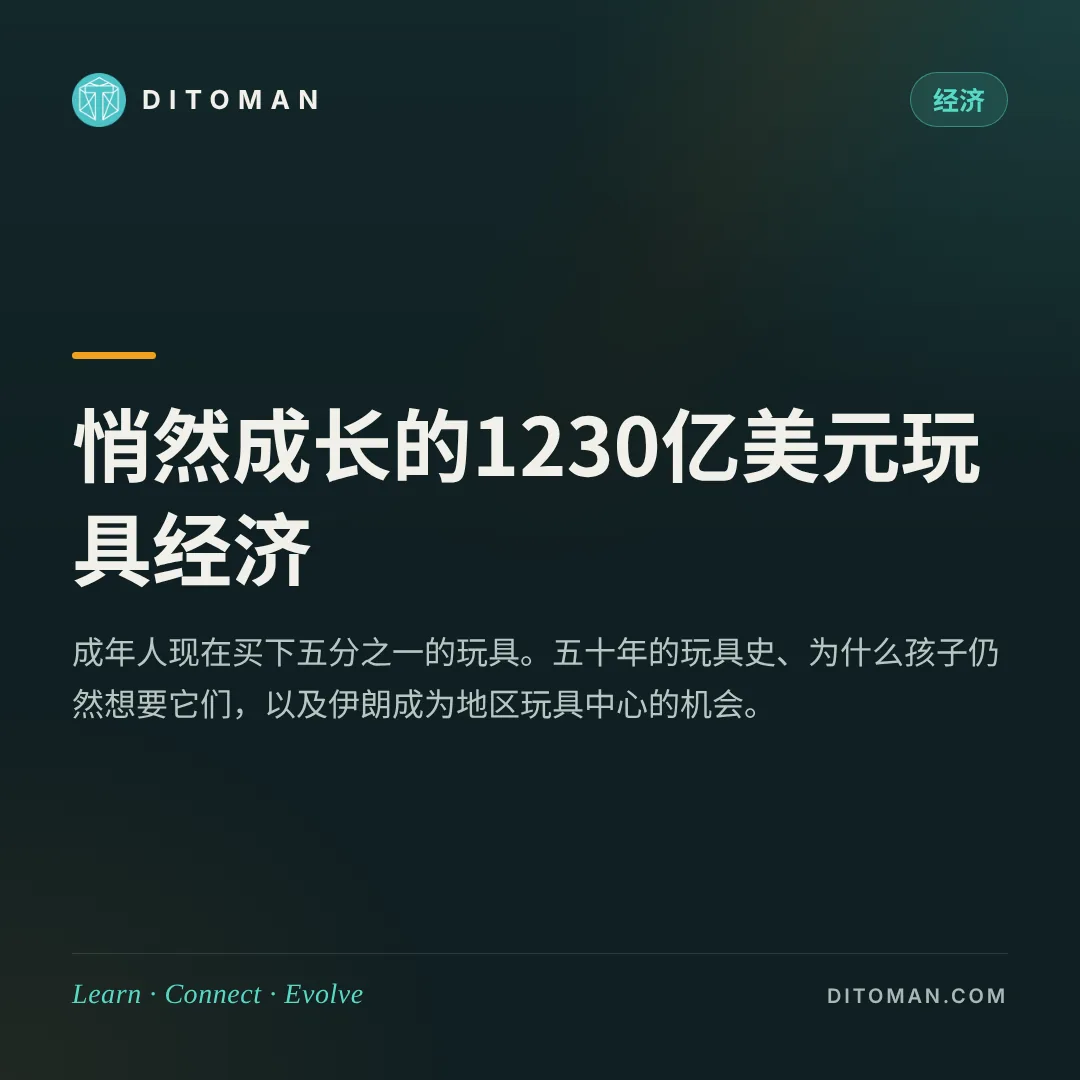 DITOMAN
经济
悄然成长的1230亿美元玩
具经济
成年人现在买下五分之一的玩具。五十年的玩具史、为什么孩子仍
然想要它们，以及伊朗成为地区玩具中心的机会。
Learn · Connect · Evolve
DITOMAN.COM